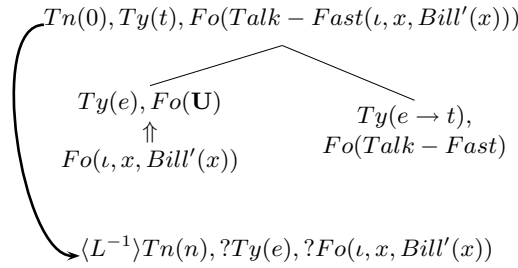 Tn(0), Ty(t), Fo(Talk − Fast(ι, x, Bill′(x)))
Ty(e), Fo(U)
⇑
Fo(ι, x, Bill′(x))
Ty(e → t),
Fo(Talk − Fast)
⟨L⁻¹⟩Tn(n), ?Ty(e), ?Fo(ι, x, Bill′(x))